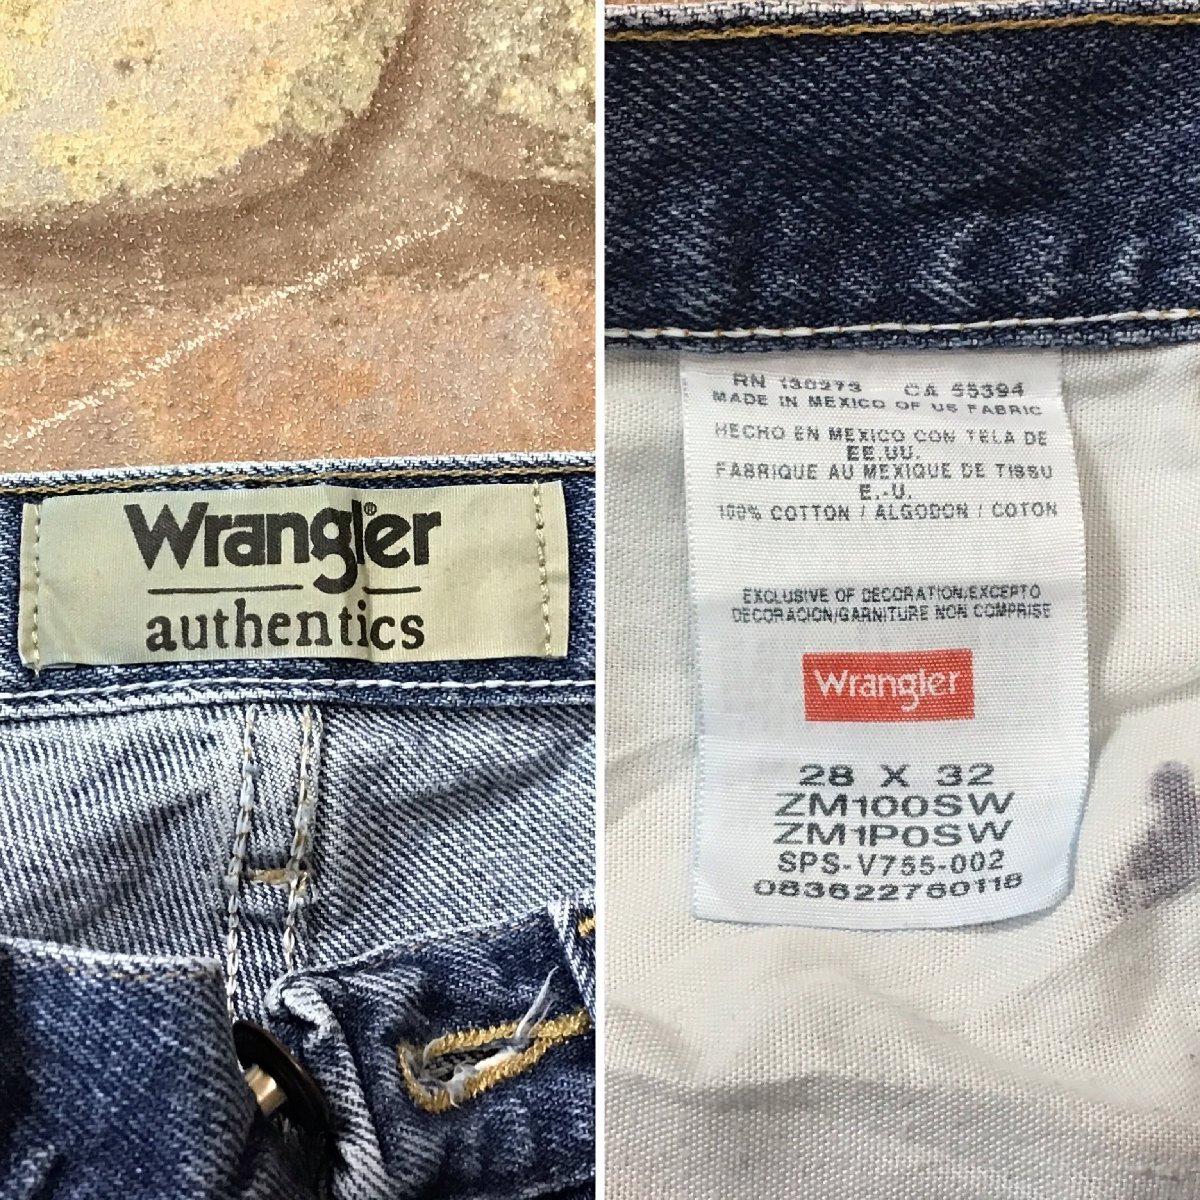 Wrangler®
authentics
RN 130273 CA 55394
MADE IN MEXICO OF US FABRIC
HECHO EN MEXICO CON TELA DE
EE.UU.
FABRIQUE AU MEXIQUE DE TISSU
E.-U.
100% COTTON / ALGODON / COTON
EXCLUSIVE OF DECORATION/EXCEPTO
DECORACION/GARNITURE NON COMPRISE
Wrangler
28 X 32
ZM100SW
ZM1P0SW
SPS-V755-002
083622760116